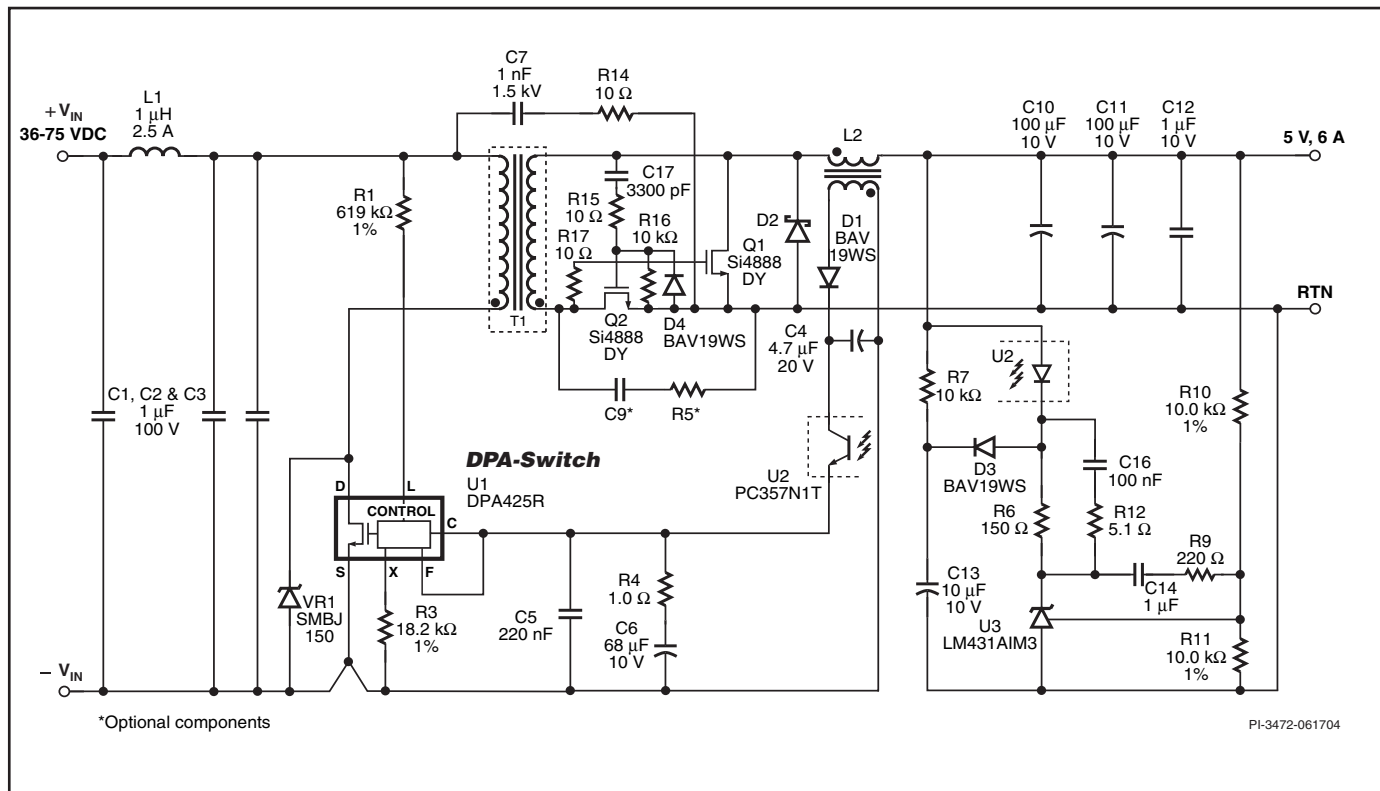 C7
1 nF
1.5 kV
R14
10 Ω
L1
1 μH
2.5 A
+ VIN
36-75 VDC
C10
100 μF
10 V
C11
100 μF
10 V
C12
1 μF
10 V
L2
5 V, 6 A
R1
619 kΩ
1%
C17
3300 pF
R15
10 Ω
R16
10 kΩ
R17
10 Ω
Q1
Si4888
DY
D2
D1
BAV
19WS
RTN
T1
Q2
Si4888
DY
D4
BAV19WS
C4
4.7 μF
20 V
U2
R7
10 kΩ
R10
10.0 kΩ
1%
C1, C2 & C3
1 μF
100 V
C9*
R5*
DPA-Switch
U1
DPA425R
U2
PC357N1T
D3
BAV19WS
C16
100 nF
D
L
CONTROL
C
S
X
F
R6
150 Ω
R12
5.1 Ω
R9
220 Ω
VR1
SMBJ
150
R3
18.2 kΩ
1%
C5
220 nF
R4
1.0 Ω
C6
68 μF
10 V
C13
10 μF
10 V
C14
1 μF
U3
LM431AIM3
R11
10.0 kΩ
1%
− VIN
*Optional components
PI-3472-061704